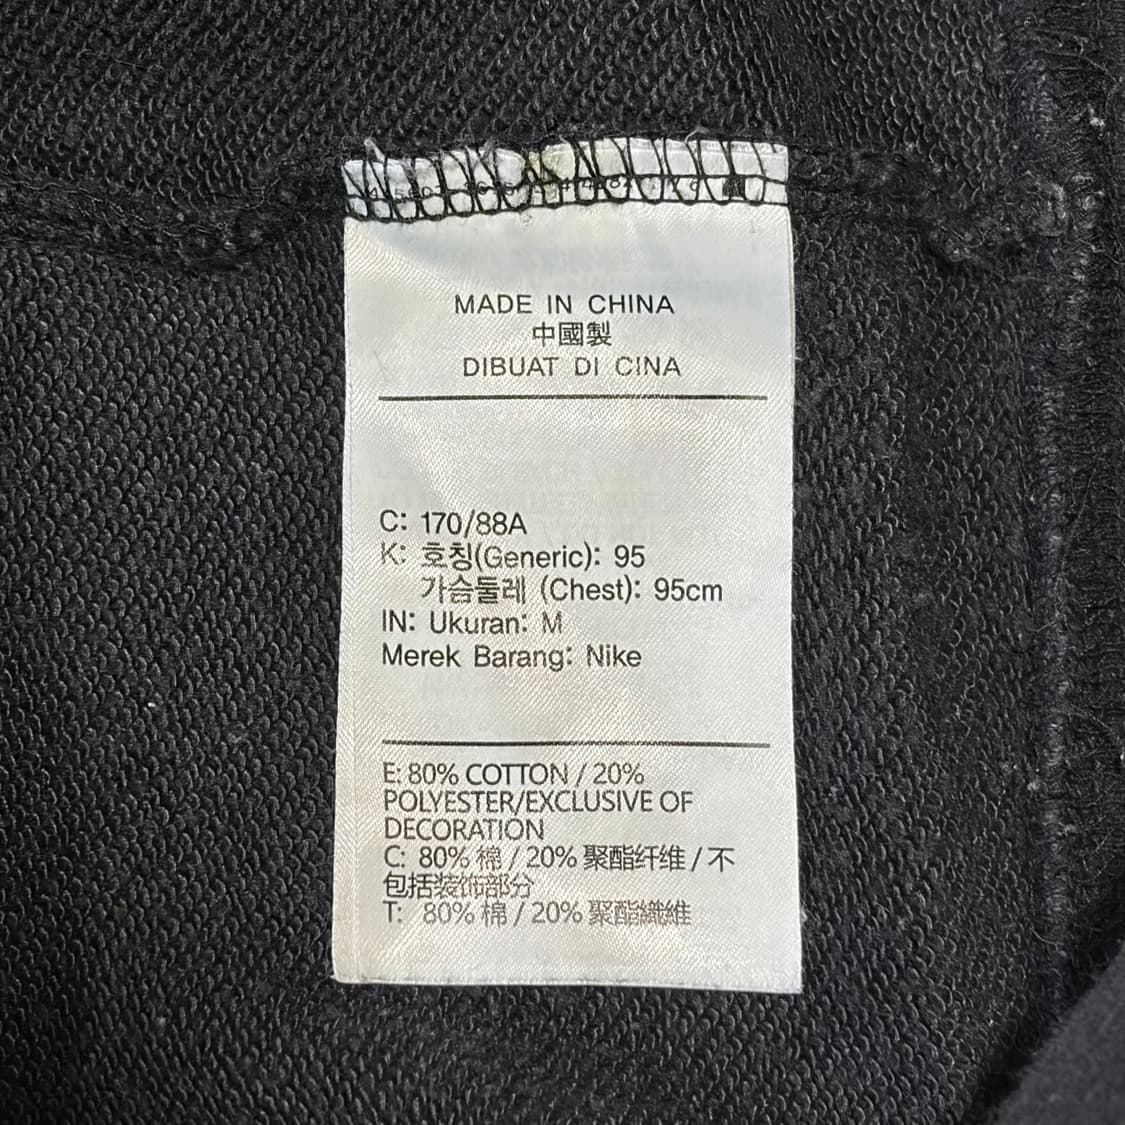 MADE IN CHINA
中國製
DIBUAT DI CINA
C: 170/88A
K: 호칭(Generic): 95
가슴둘레 (Chest): 95cm
IN: Ukuran: M
Merek Barang: Nike
E: 80% COTTON / 20%
POLYESTER/EXCLUSIVE OF
DECORATION
C: 80% 棉 / 20% 聚酯纤维 / 不
包括装饰部分
T: 80% 棉 / 20% 聚酯織維